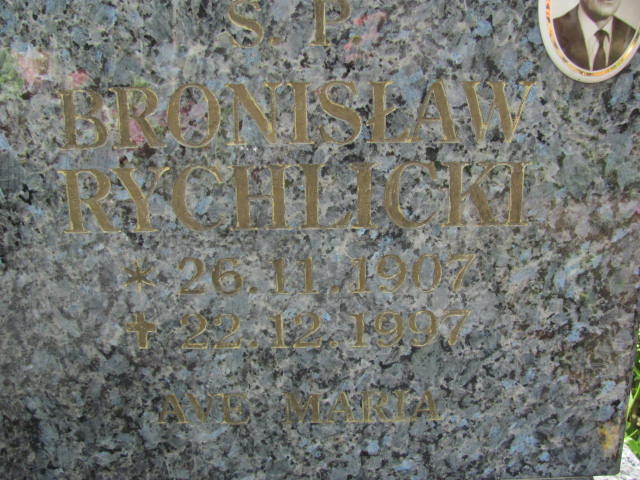 Ś. P.
BRONISŁAW
RYCHLICKI
* 26.11.1907
✝ 22.12.1997
AVE MARIA